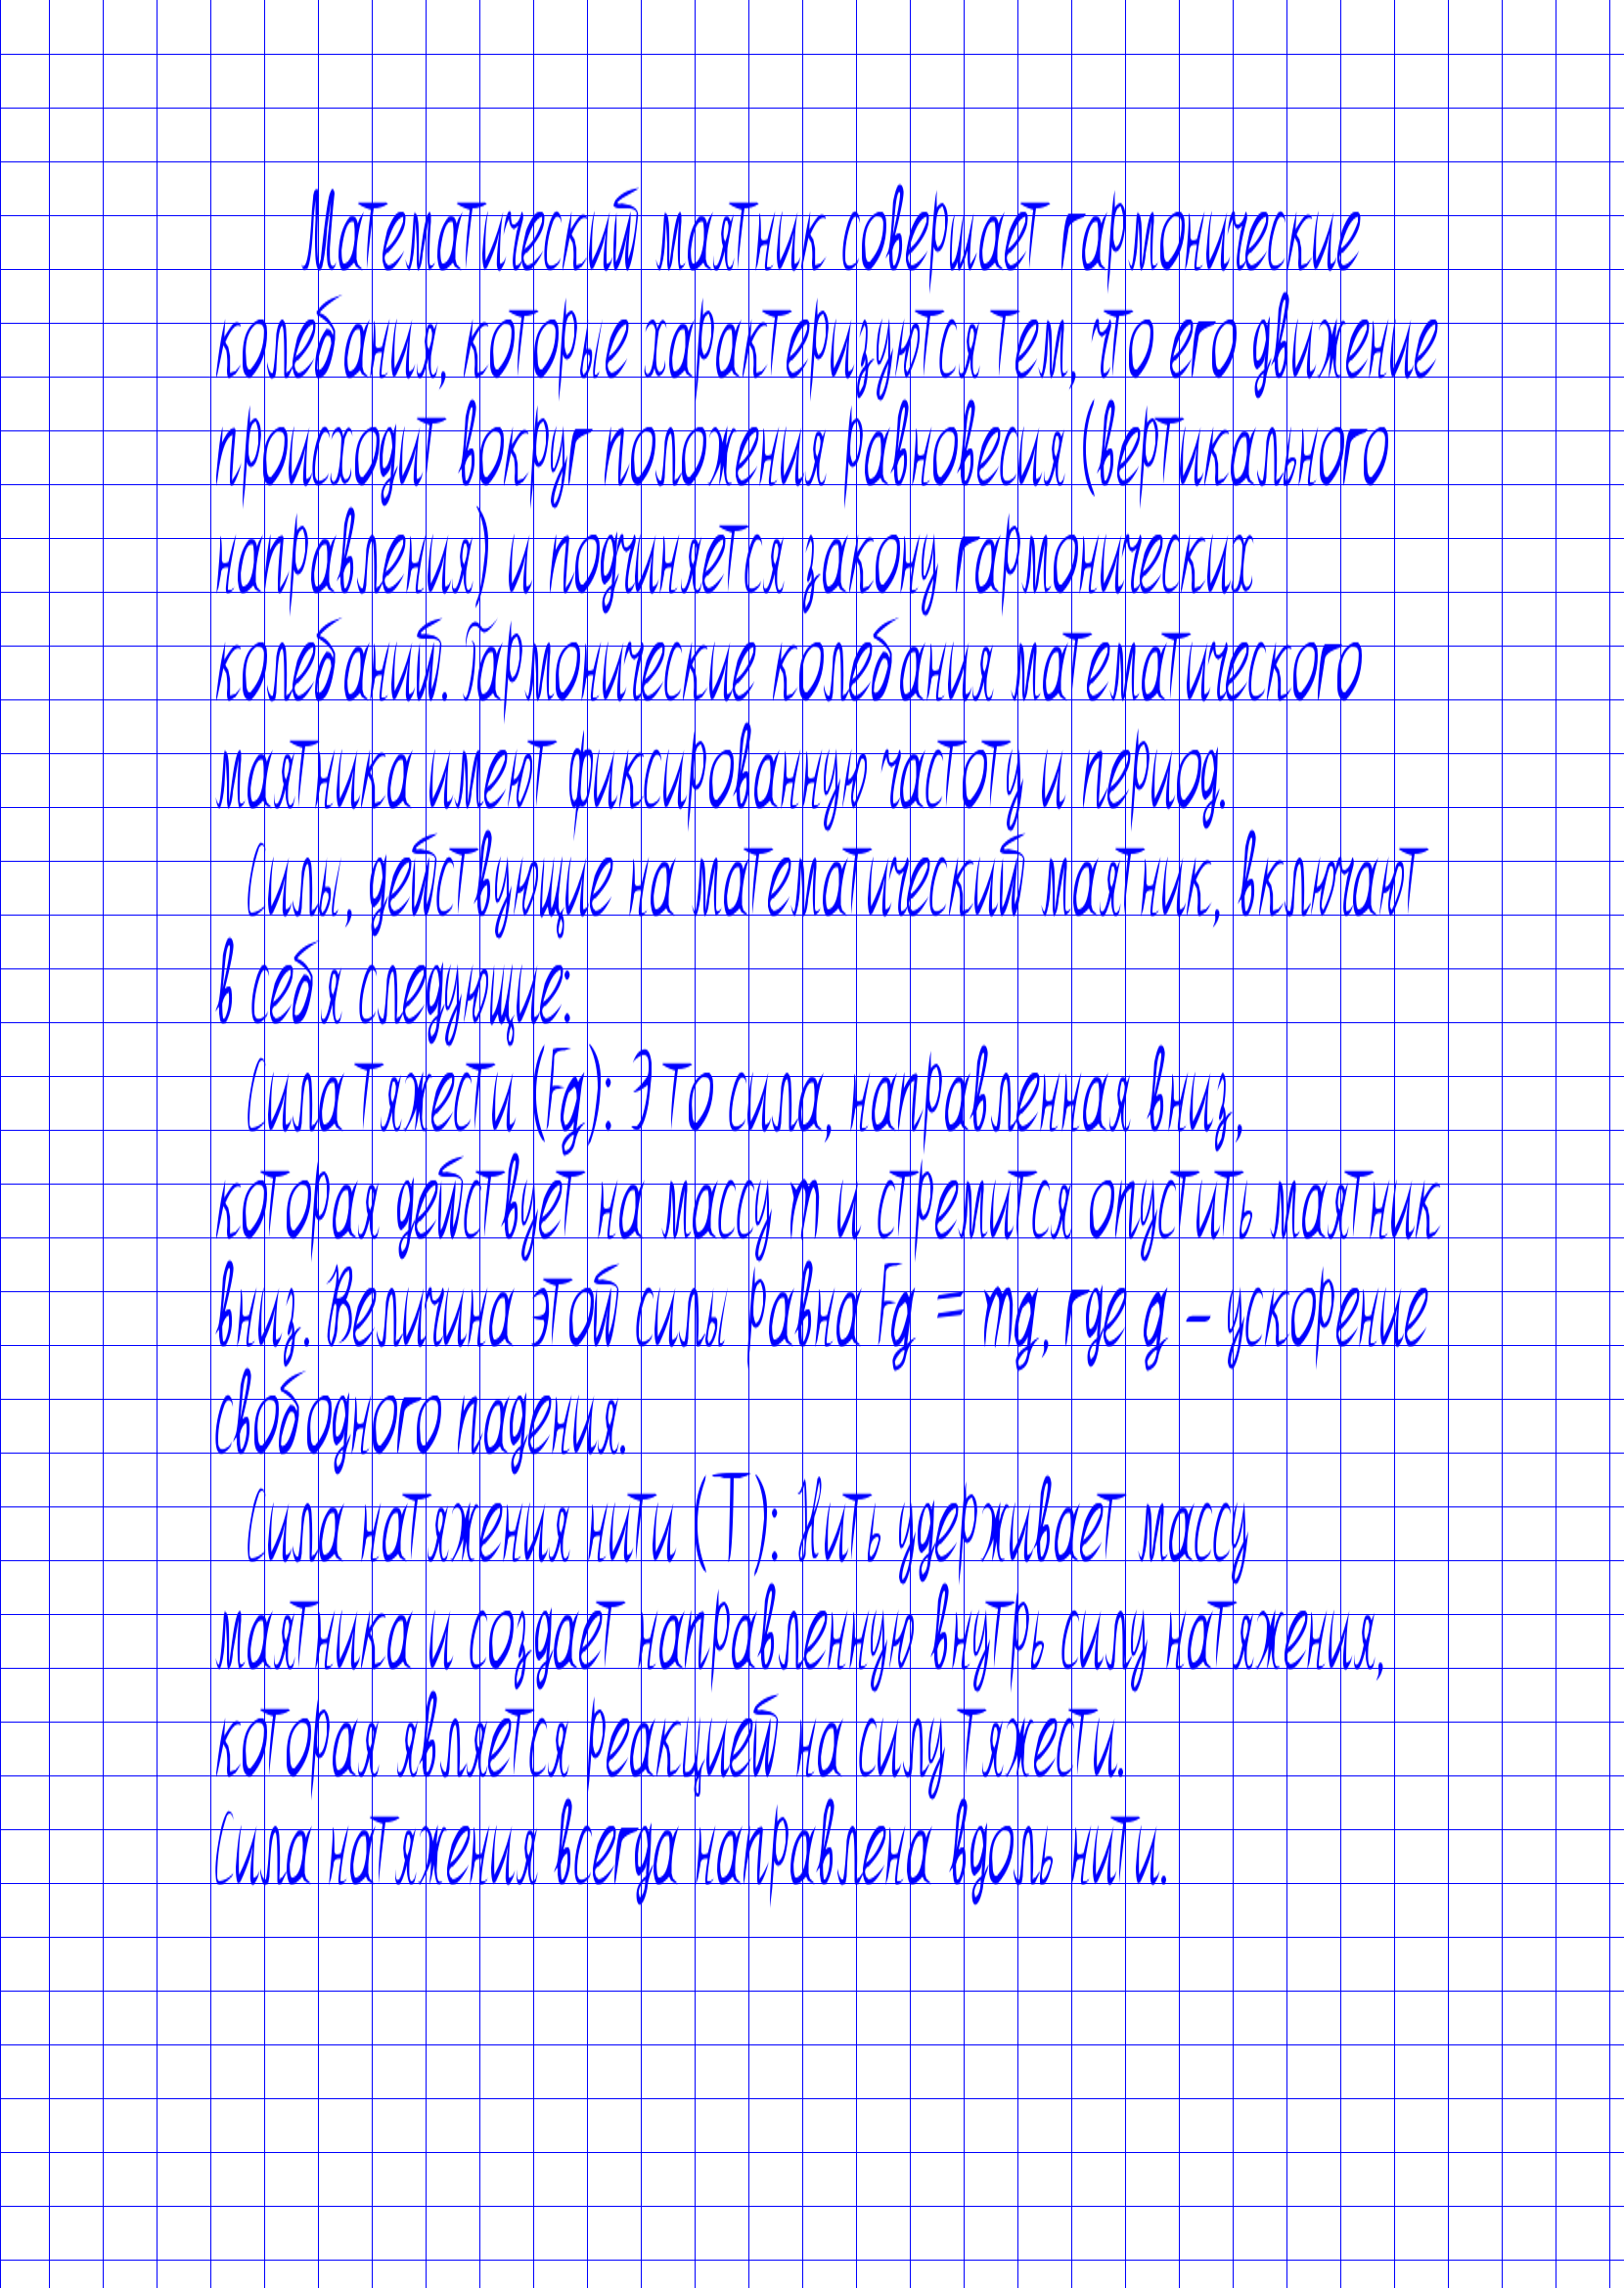 Математический маятник совершает гармонические
колебания, которые характеризуются тем, что его движение
происходит вокруг положения равновесия (вертикального
направления) и подчиняется закону гармонических
колебаний. Гармонические колебания математического
маятника имеют фиксированную частоту и период.
Силы, действующие на математический маятник, включают
в себя следующие:
Сила тяжести (Fg): Это сила, направленная вниз,
которая действует на массу m и стремится опустить маятник
вниз. Величина этой силы равна Fg = mg, где g - ускорение
свободного падения.
Сила натяжения нити (T): Нить удерживает массу
маятника и создает направленную внутрь силу натяжения,
которая является реакцией на силу тяжести.
Сила натяжения всегда направлена вдоль нити.